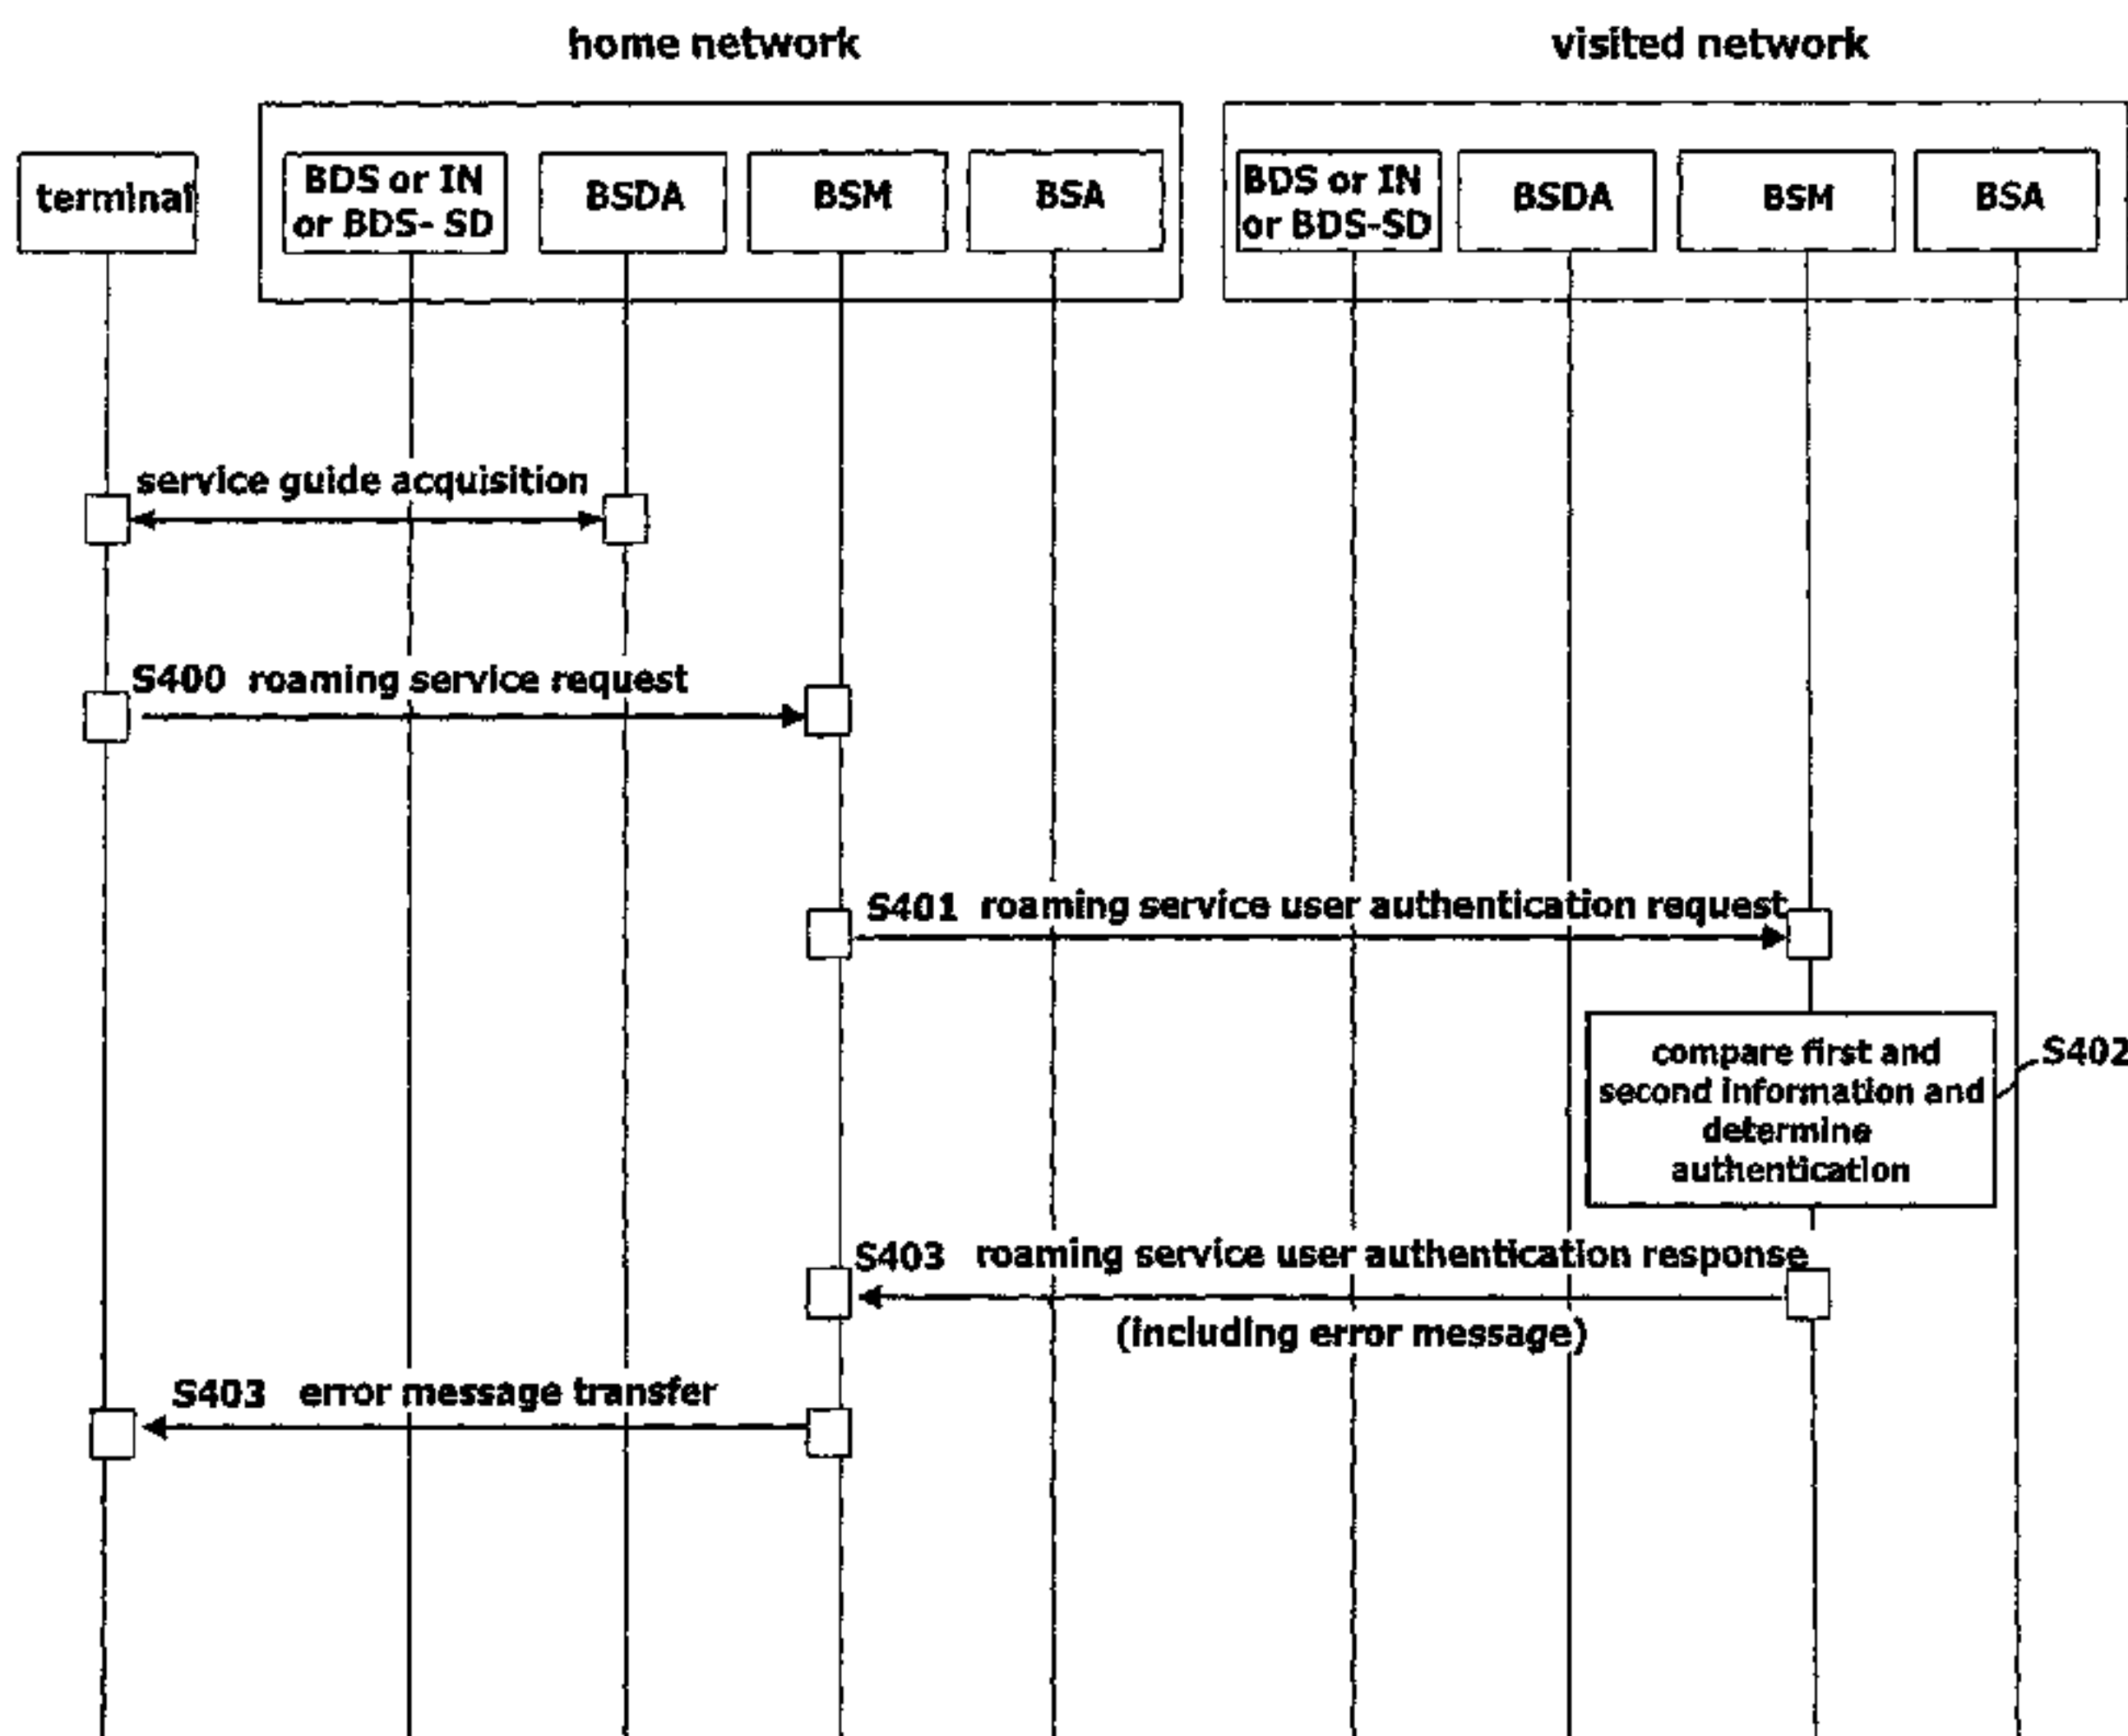 home network
visited network
terminal
BDS or IN
or BDS- SD
BSDA
BSM
BSA
BDS or IN
or BDS-SD
BSDA
BSM
BSA
service guide acquisition
S400 roaming service request
S401 roaming service user authentication request
compare first and
second information and
determine
authentication
S402
S403 roaming service user authentication response
(including error message)
S403 error message transfer